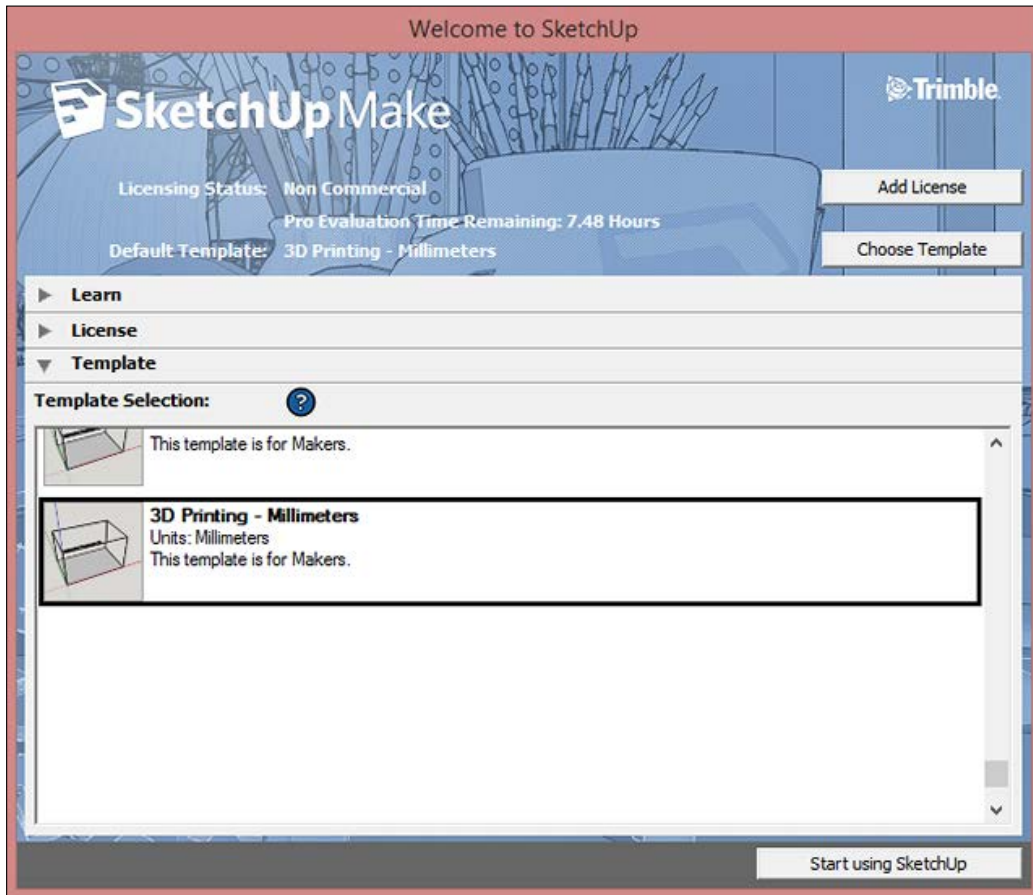 Welcome to SketchUp
SketchUp Make
Trimble.
Licensing Status: Non Commercial
Add License
Pro Evaluation Time Remaining: 7.48 Hours
Default Template: 3D Printing - Millimeters
Choose Template
Learn
License
Template
Template Selection: ?
This template is for Makers.
3D Printing - Millimeters
Units: Millimeters
This template is for Makers.
Start using SketchUp